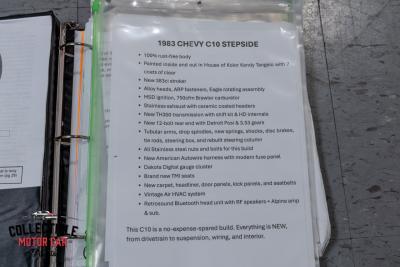 1983 CHEVY C10 STEPSIDE
100% rust-free body
Painted inside and out in House of Kolor Kandy Tangelo with 7
coats of clear
New 383ci stroker
Alloy heads, ARP fasteners, Eagle rotating assembly
MSD ignition, 750cfm Brawler carburetor
Stainless exhaust with ceramic coated headers
New TH350 transmission with shift kit & HD internals
New 12-bolt rear end with Detroit Posi & 3.53 gears
Tubular arms, drop spindles, new springs, shocks, disc brakes,
tie rods, steering box, and rebuilt steering column
All Stainless steel nuts and bolts for this build
New American Autowire harness with modern fuse panel
Dakota Digital gauge cluster
Brand new TMI seats
New carpet, headliner, door panels, kick panels, and seatbelts
Vintage Air HVAC system
Retrosound Bluetooth head unit with RF speakers + Alpine amp
& sub.
This C10 is a no-expense-spared build. Everything is NEW,
from drivetrain to suspension, wiring, and interior.
COLLECTIBLE
MOTOR CAR